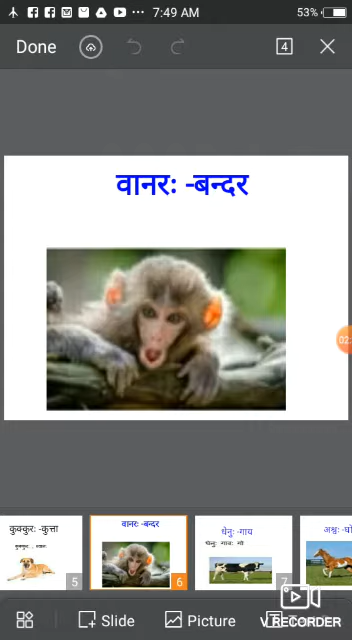 7:49 AM
53%
Done
4
वानरः -बन्दर
02:
कुक्कुरः -कुत्ता
5
वानरः -बन्दर
6
धेनुः -गाय
7
अश्वः -घो
Slide
Picture
V RECORDER